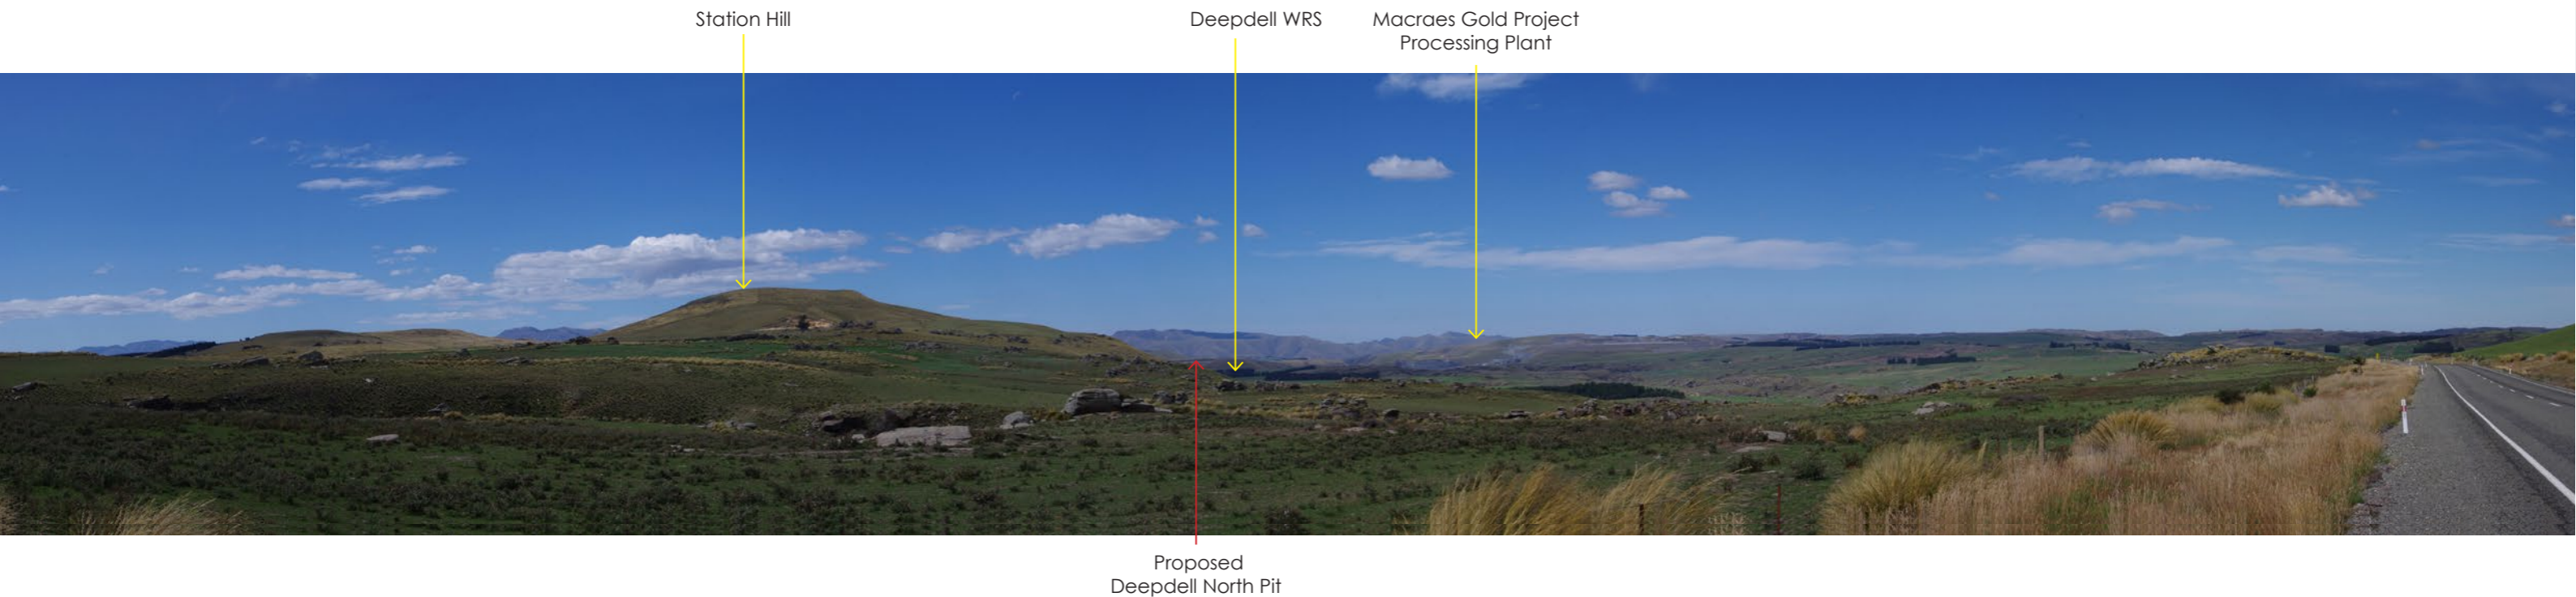 Station Hill
Deepdell WRS
Macraes Gold Project
Processing Plant
Proposed
Deepdell North Pit